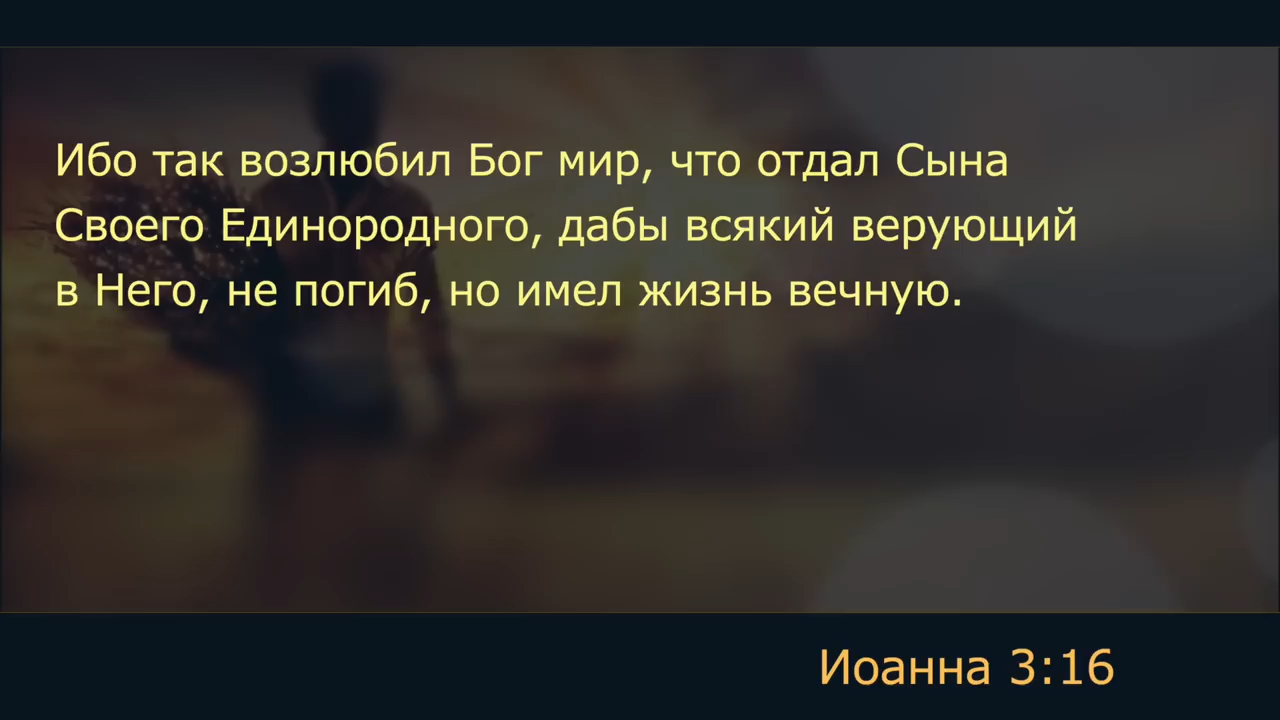 Ибо так возлюбил Бог мир, что отдал Сына
Своего Единородного, дабы всякий верующий
в Него, не погиб, но имел жизнь вечную.
Иоанна 3:16